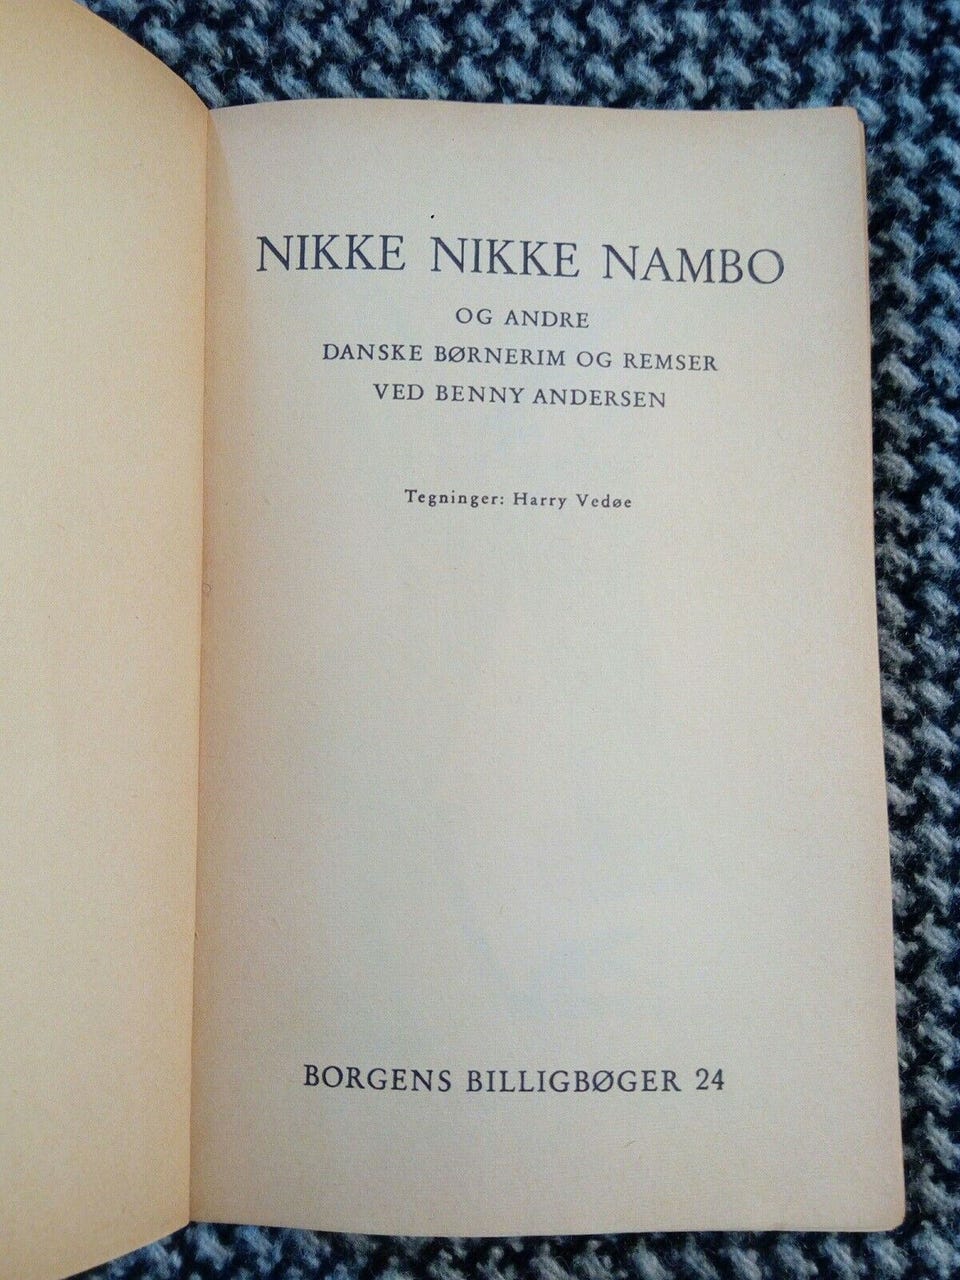 NIKKE NIKKE NAMBO
OG ANDRE
DANSKE BØRNERIM OG REMSER
VED BENNY ANDERSEN
Tegninger: Harry Vedøe
BORGENS BILLIGBØGER 24